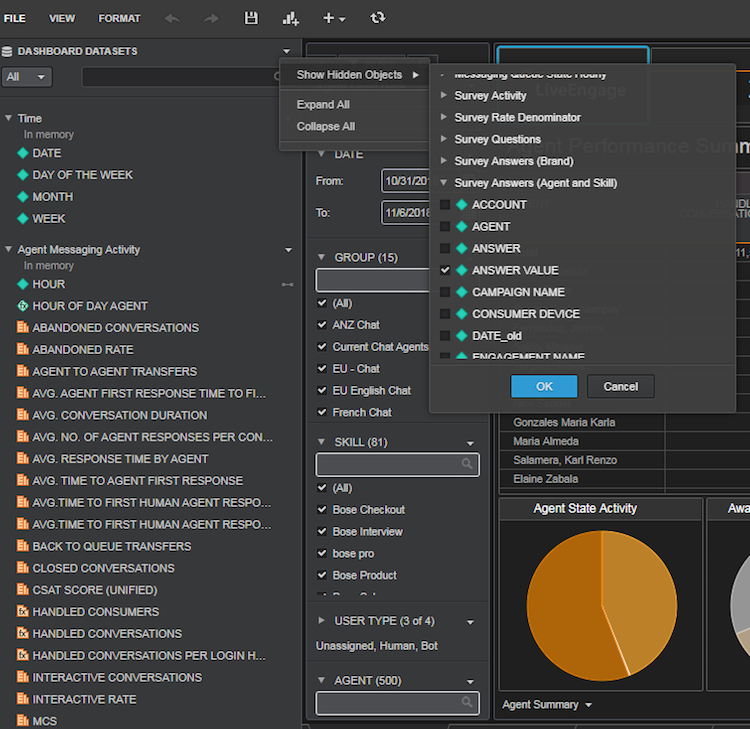 FILE VIEW FORMAT
DASHBOARD DATASETS
All
Time
In memory
DATE
DAY OF THE WEEK
MONTH
WEEK
Agent Messaging Activity
In memory
HOUR
HOUR OF DAY AGENT
ABANDONED CONVERSATIONS
ABANDONED RATE
AGENT TO AGENT TRANSFERS
AVG. AGENT FIRST RESPONSE TIME TO FI...
AVG. CONVERSATION DURATION
AVG. NO. OF AGENT RESPONSES PER CON...
AVG. RESPONSE TIME BY AGENT
AVG. TIME TO AGENT FIRST RESPONSE
AVG.TIME TO FIRST HUMAN AGENT RESPO...
AVG.TIME TO FIRST HUMAN AGENT RESPO...
BACK TO QUEUE TRANSFERS
CLOSED CONVERSATIONS
CSAT SCORE (UNIFIED)
HANDLED CONSUMERS
HANDLED CONVERSATIONS
HANDLED CONVERSATIONS PER LOGIN H...
INTERACTIVE CONVERSATIONS
INTERACTIVE RATE
MCS
Show Hidden Objects
Expand All
Collapse All
DATE
From: 10/31/201
To: 11/6/2018
GROUP (15)
(All)
ANZ Chat
Current Chat Agents
EU - Chat
EU English Chat
French Chat
SKILL (81)
(All)
Bose Checkout
Bose Interview
bose pro
Bose Product
USER TYPE (3 of 4)
Unassigned, Human, Bot
AGENT (500)
Messaging Queue State Hourly
Survey Activity
Survey Rate Denominator
Survey Questions
Survey Answers (Brand)
Survey Answers (Agent and Skill)
ACCOUNT
AGENT
ANSWER
ANSWER VALUE
CAMPAIGN NAME
CONSUMER DEVICE
DATE_old
ENGAGEMENT NAME
OK Cancel
LiveEngage
Agent Performance Summ
Gonzales Maria Karla
Maria Almeda
Salamera, Karl Renzo
Elaine Zabala
Agent State Activity
Awa
Agent Summary